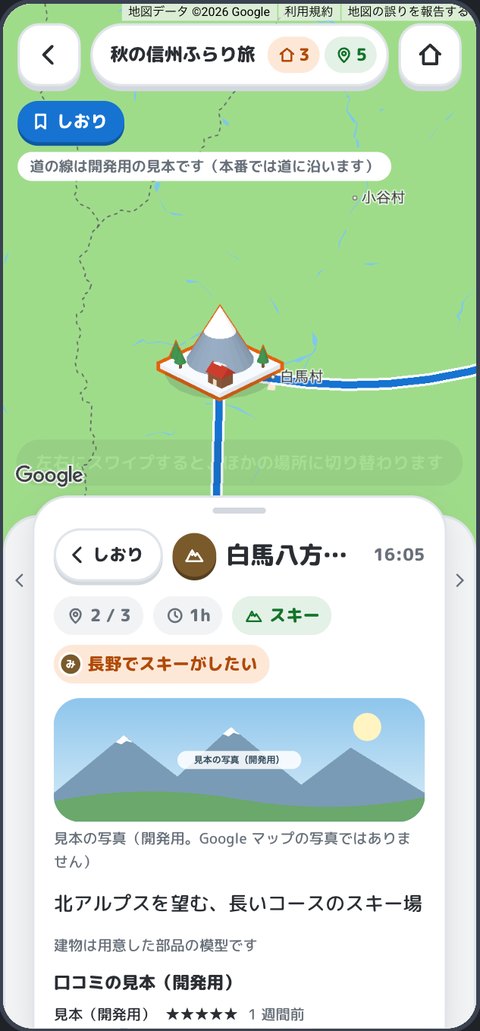 地図データ ©2026 Google 利用規約 地図の誤りを報告する
秋の信州ふらり旅 3 5
しおり
道の線は開発用の見本です（本番では道に沿います）
小谷村
白馬村
左右にスワイプすると、ほかの場所に切り替わります
Google
しおり 白馬八方… 16:05
2 / 3 1h スキー
み 長野でスキーがしたい
見本の写真（開発用）
見本の写真（開発用。Google マップの写真ではありま
せん）
北アルプスを望む、長いコースのスキー場
建物は用意した部品の模型です
口コミの見本（開発用）
見本（開発用） ★★★★★ 1 週間前